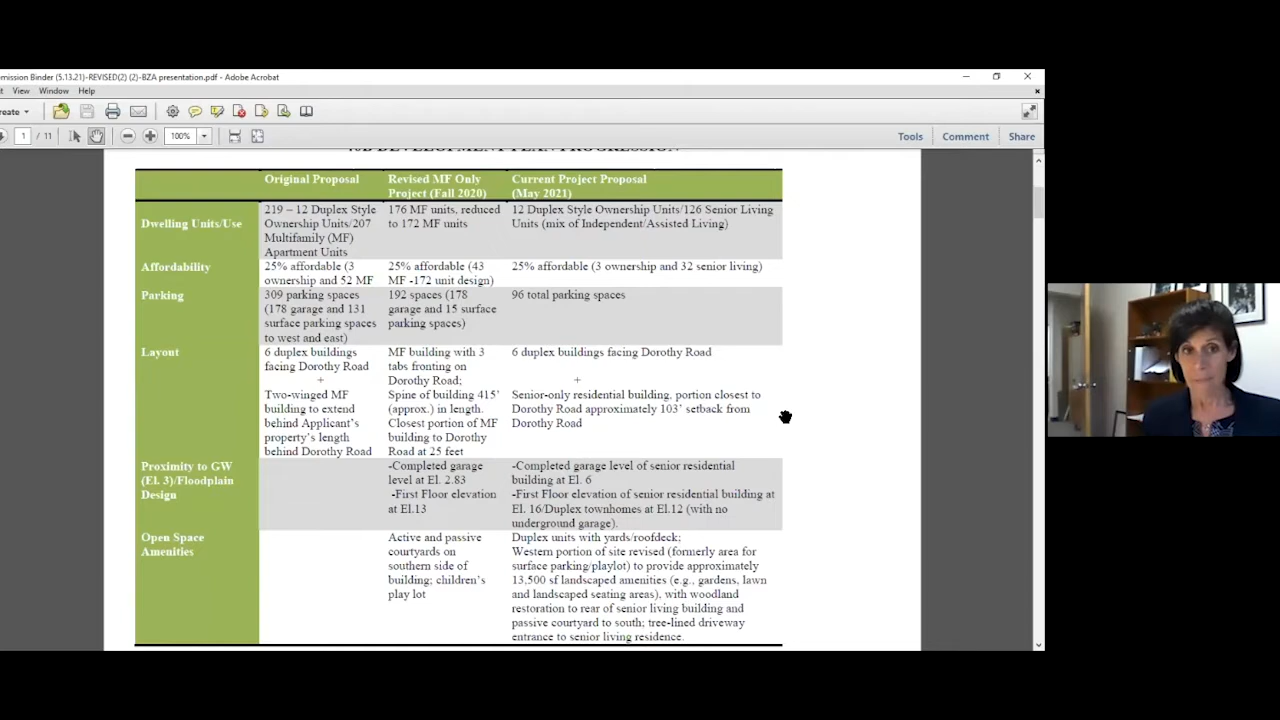 mission Binder (5.13.21)-REVISED(2) (2)-BZA presentation.pdf - Adobe Acrobat
View Window Help
1 / 11 100% Tools Comment Share
40B DEVELOPMENT PLAN PROGRESSION
Original Proposal
Revised MF Only
Project (Fall 2020)
Current Project Proposal
(May 2021)
Dwelling Units/Use
219 – 12 Duplex Style
Ownership Units/207
Multifamily (MF)
Apartment Units
176 MF units, reduced
to 172 MF units
12 Duplex Style Ownership Units/126 Senior Living
Units (mix of Independent/Assisted Living)
Affordability
25% affordable (3
ownership and 52 MF
25% affordable (43
MF -172 unit design)
25% affordable (3 ownership and 32 senior living)
Parking
309 parking spaces
(178 garage and 131
surface parking spaces
to west and east)
192 spaces (178
garage and 15 surface
parking spaces)
96 total parking spaces
Layout
6 duplex buildings
facing Dorothy Road
+
Two-winged MF
building to extend
behind Applicant's
property's length
behind Dorothy Road
MF building with 3
tabs fronting on
Dorothy Road;
Spine of building 415'
(approx.) in length.
Closest portion of MF
building to Dorothy
Road at 25 feet
6 duplex buildings facing Dorothy Road
+
Senior-only residential building, portion closest to
Dorothy Road approximately 103' setback from
Dorothy Road
Proximity to GW
(El. 3)/Floodplain
Design
-Completed garage
level at El. 2.83
-First Floor elevation
at El.13
-Completed garage level of senior residential
building at El. 6
-First Floor elevation of senior residential building at
El. 16/Duplex townhomes at El.12 (with no
underground garage).
Open Space
Amenities
Active and passive
courtyards on
southern side of
building; children's
play lot
Duplex units with yards/roofdeck;
Western portion of site revised (formerly area for
surface parking/playlot) to provide approximately
13,500 sf landscaped amenities (e.g., gardens, lawn
and landscaped seating areas), with woodland
restoration to rear of senior living building and
passive courtyard to south; tree-lined driveway
entrance to senior living residence.